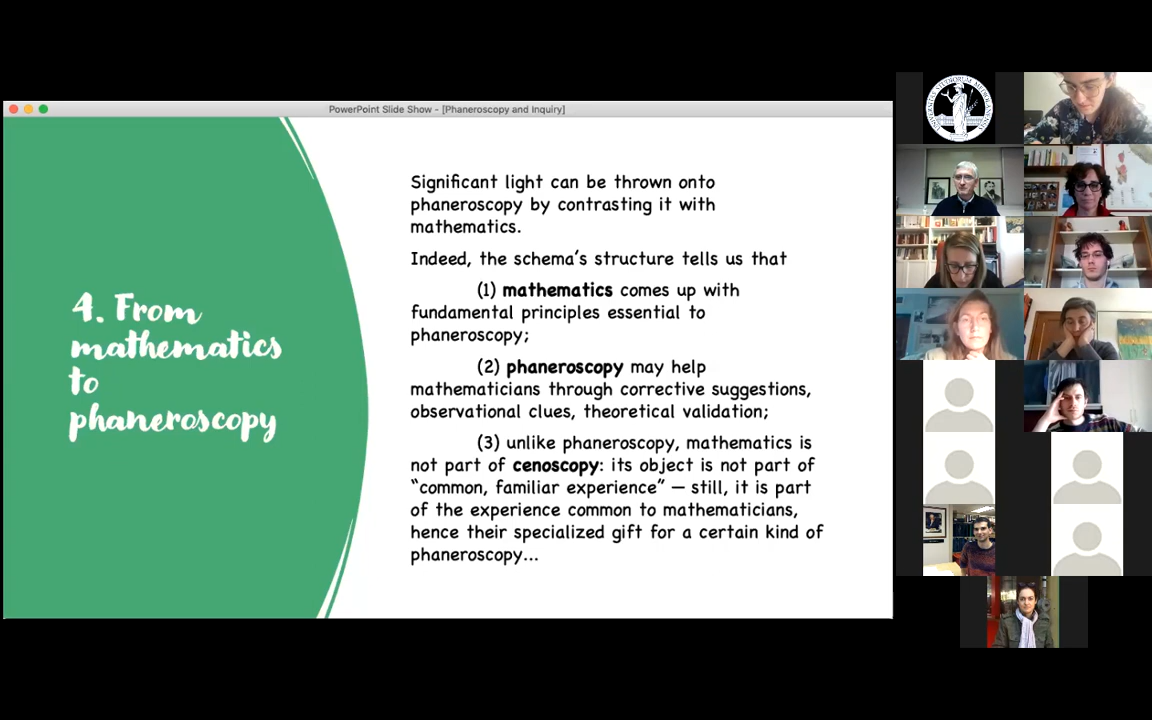 PowerPoint Slide Show - [Phaneroscopy and Inquiry]
4. From
mathematics
to
phaneroscopy
Significant light can be thrown onto
phaneroscopy by contrasting it with
mathematics.
Indeed, the schema's structure tells us that
(1) mathematics comes up with
fundamental principles essential to
phaneroscopy;
(2) phaneroscopy may help
mathematicians through corrective suggestions,
observational clues, theoretical validation;
(3) unlike phaneroscopy, mathematics is
not part of cenoscopy: its object is not part of
“common, familiar experience” — still, it is part
of the experience common to mathematicians,
hence their specialized gift for a certain kind of
phaneroscopy...
UNIVERSITAS STUDIORUM MEDIOLANENSIS